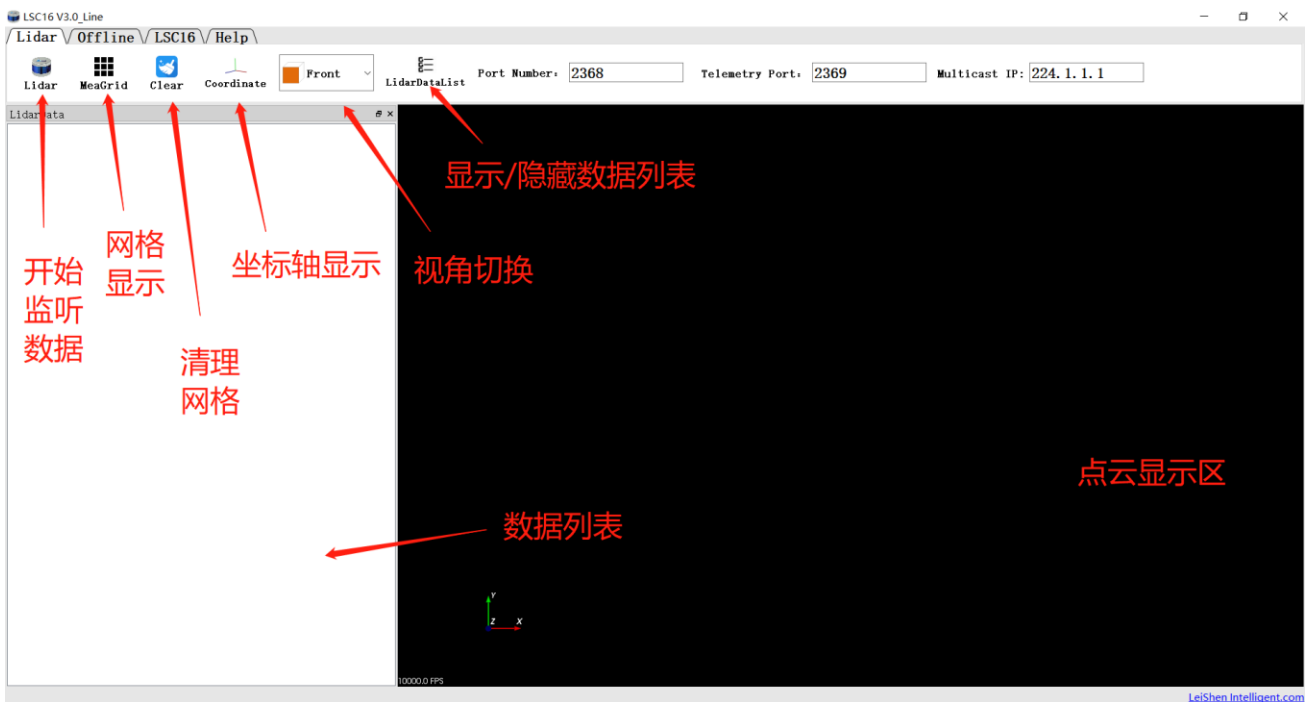 LSC16 V3.0_Line
Lidar Offline LSC16 Help
Lidar MeaGrid Clear Coordinate Front LidarDataList Port Number: 2368 Telemetry Port: 2369 Multicast IP: 224.1.1.1
LidarData
显示/隐藏数据列表
开始
监听
数据
网格
显示
坐标轴显示
视角切换
清理
网格
点云显示区
数据列表
Y
Z X
10000.0 FPS
LeiShen Intelligent.com